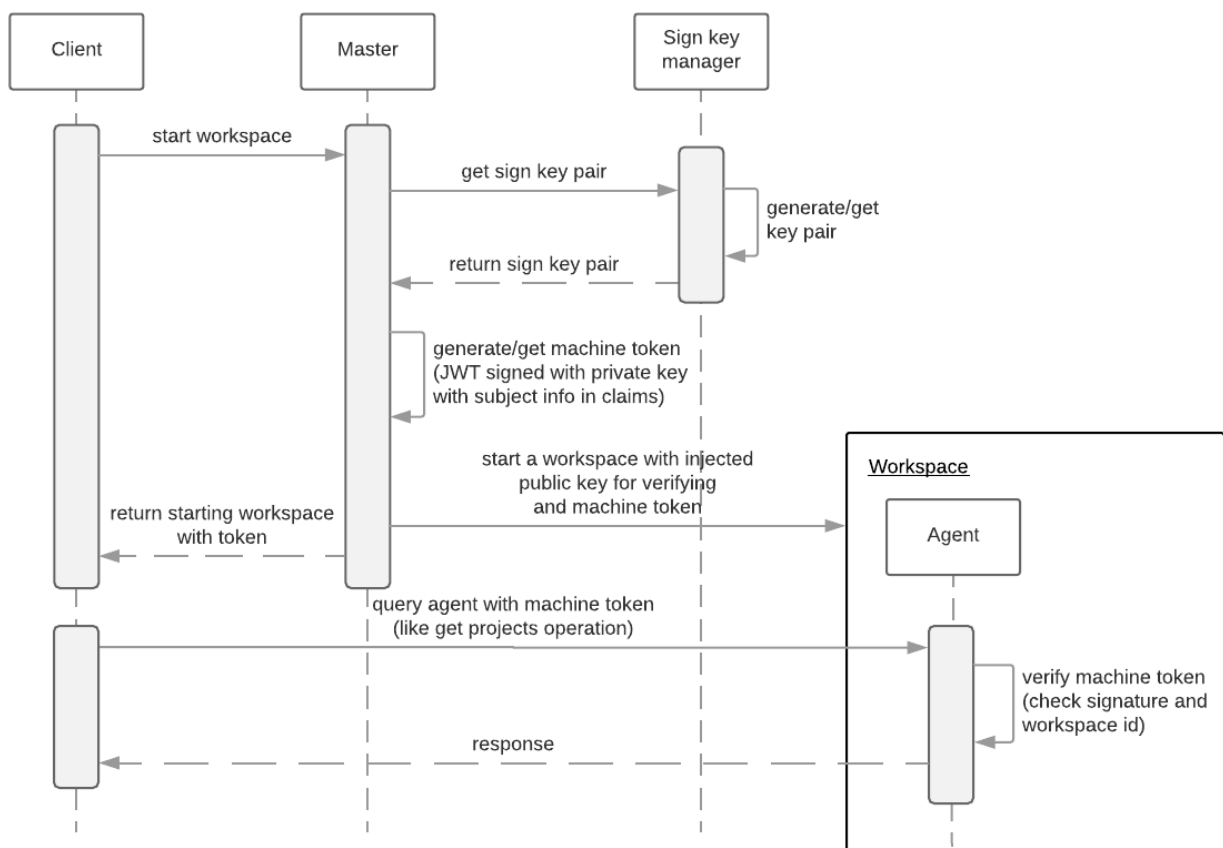 Client
Master
Sign key
manager
start workspace
get sign key pair
generate/get
key pair
return sign key pair
generate/get machine token
(JWT signed with private key
with subject info in claims)
start a workspace with injected
public key for verifying
and machine token
Workspace
return starting workspace
with token
Agent
query agent with machine token
(like get projects operation)
verify machine token
(check signature and
workspace id)
response